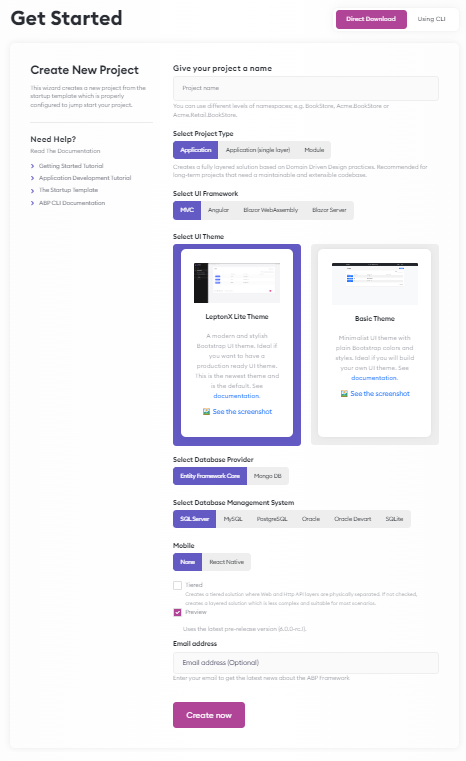 Get Started
Direct Download
Using CLI
Create New Project
This wizard creates a new project from the
startup template which is properly
configured to jump start your project.
Need Help?
Read The Documentation
Getting Started Tutorial
Application Development Tutorial
The Startup Template
ABP CLI Documentation
Give your project a name
Project name
You can use different levels of namespaces; e.g. BookStore, Acme.BookStore or
Acme.Retail.BookStore.
Select Project Type
Application
Application (single layer)
Module
Creates a fully layered solution based on Domain Driven Design practices. Recommended for
long-term projects that need a maintainable and extensible codebase.
Select UI Framework
MVC
Angular
Blazor WebAssembly
Blazor Server
Select UI Theme
LeptonX Lite Theme
A modern and stylish
Bootstrap UI theme. Ideal if
you want to have a
production ready UI theme.
This is the newest theme and
is the default. See
documentation.
See the screenshot
Basic Theme
Minimalist UI theme with
plain Bootstrap colors and
styles. Ideal if you will build
your own UI theme. See
documentation.
See the screenshot
Select Database Provider
Entity Framework Core
Mongo DB
Select Database Management System
SQL Server
MySQL
PostgreSQL
Oracle
Oracle Devart
SQLite
Mobile
None
React Native
Tiered
Creates a tiered solution where Web and Http API layers are physically separated. If not checked,
creates a layered solution which is less complex and suitable for most scenarios.
Preview
Uses the latest pre-release version (6.0.0-rc.1).
Email address
Email address (Optional)
Enter your email to get the latest news about the ABP Framework
Create now